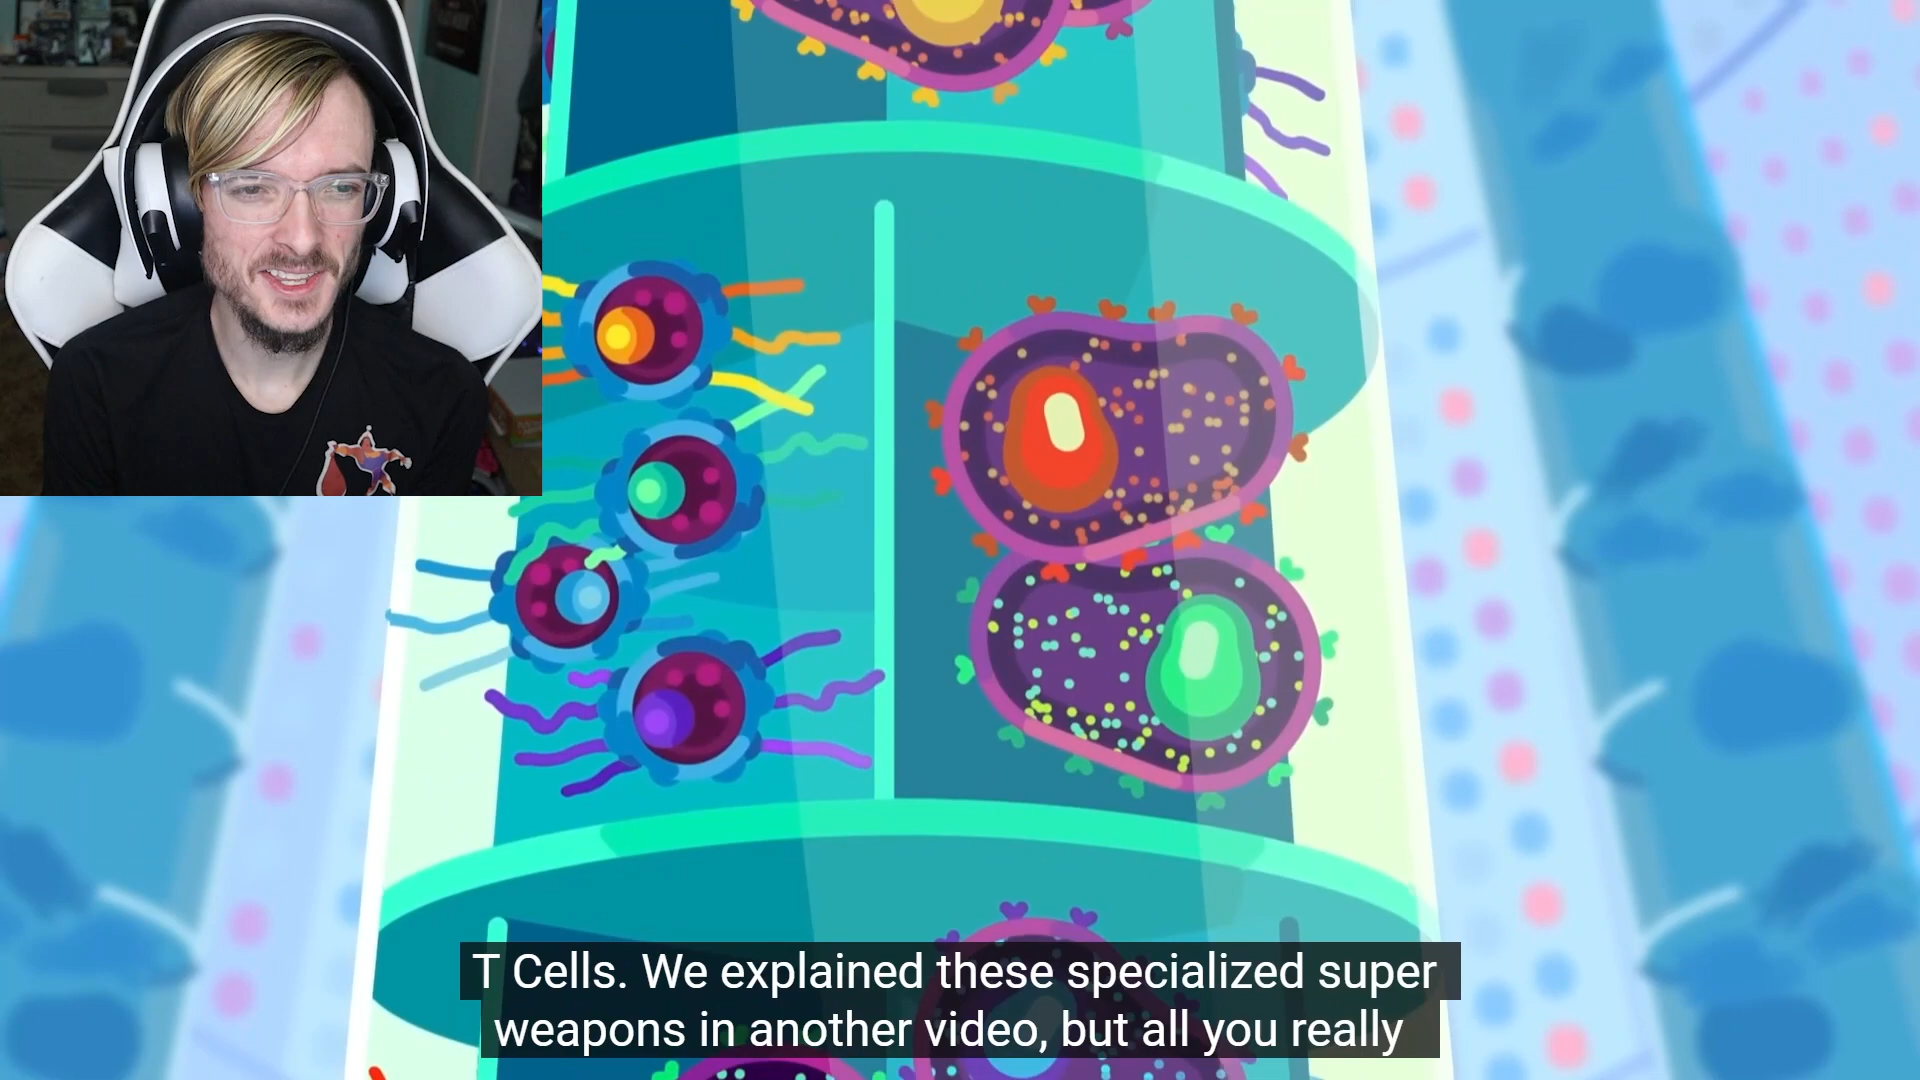 T Cells. We explained these specialized super
weapons in another video, but all you really